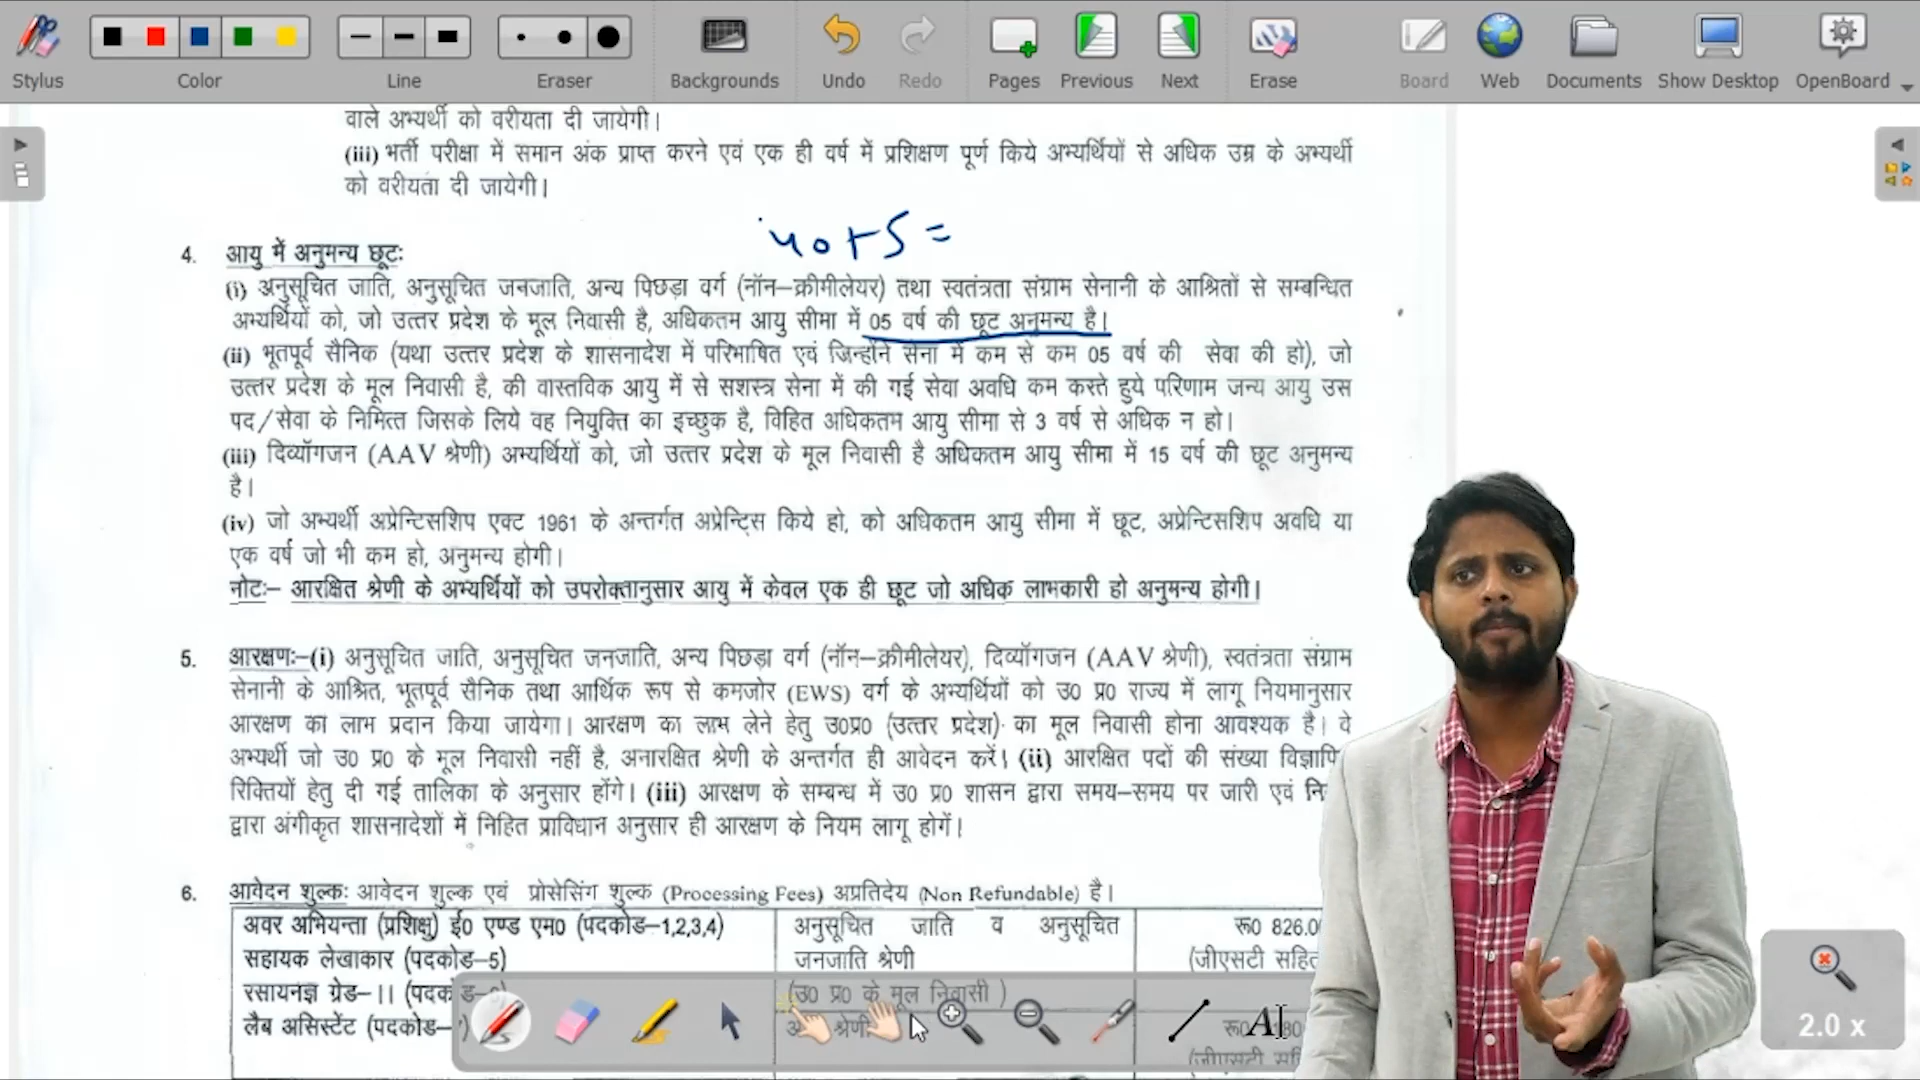 Stylus Color Line Eraser Backgrounds Undo Redo Pages Previous Next Erase Board Web Documents Show Desktop OpenBoard
वाले अभ्यर्थी को वरीयता दी जायेगी।
(iii) भर्ती परीक्षा में समान अंक प्राप्त करने एवं एक ही वर्ष में प्रशिक्षण पूर्ण किये अभ्यर्थियों से अधिक उम्र के अभ्यर्थी
को वरीयता दी जायेगी।
40+5=
4. आयु में अनुमन्य छूटः
(i) अनुसूचित जाति, अनुसूचित जनजाति, अन्य पिछड़ा वर्ग (नॉन–क्रीमीलेयर) तथा स्वतंत्रता संग्राम सेनानी के आश्रितों से सम्बन्धित
अभ्यर्थियों को, जो उत्तर प्रदेश के मूल निवासी है, अधिकतम आयु सीमा में 05 वर्ष की छूट अनुमन्य है।
(ii) भूतपूर्व सैनिक (यथा उत्तर प्रदेश के शासनादेश में परिभाषित एवं जिन्होंने सेना में कम से कम 05 वर्ष की सेवा की हो), जो
उत्तर प्रदेश के मूल निवासी है, की वास्तविक आयु में से सशस्त्र सेना में की गई सेवा अवधि कम करते हुये परिणाम जन्य आयु उस
पद/सेवा के निमित्त जिसके लिये वह नियुक्ति का इच्छुक है, विहित अधिकतम आयु सीमा से 3 वर्ष से अधिक न हो।
(iii) दिव्यॉगजन (AAV श्रेणी) अभ्यर्थियों को, जो उत्तर प्रदेश के मूल निवासी है अधिकतम आयु सीमा में 15 वर्ष की छूट अनुमन्य
है।
(iv) जो अभ्यर्थी अप्रेन्टिसशिप एक्ट 1961 के अन्तर्गत अप्रेन्टिस किये हो, को अधिकतम आयु सीमा में छूट, अप्रेन्टिसशिप अवधि या
एक वर्ष जो भी कम हो, अनुमन्य होगी।
नोटः– आरक्षित श्रेणी के अभ्यर्थियों को उपरोक्तानुसार आयु में केवल एक ही छूट जो अधिक लाभकारी हो अनुमन्य होगी।
5. आरक्षणः–(i) अनुसूचित जाति, अनुसूचित जनजाति, अन्य पिछड़ा वर्ग (नॉन–क्रीमीलेयर), दिव्यॉगजन (AAV श्रेणी), स्वतंत्रता संग्राम
सेनानी के आश्रित, भूतपूर्व सैनिक तथा आर्थिक रूप से कमजोर (EWS) वर्ग के अभ्यर्थियों को उ0 प्र0 राज्य में लागू नियमानुसार
आरक्षण का लाभ प्रदान किया जायेगा। आरक्षण का लाभ लेने हेतु उ0प्र0 (उत्तर प्रदेश) का मूल निवासी होना आवश्यक है। वे
अभ्यर्थी जो उ0 प्र0 के मूल निवासी नहीं है, अनारक्षित श्रेणी के अन्तर्गत ही आवेदन करें। (ii) आरक्षित पदों की संख्या
रिक्तियों हेतु दी गई तालिका के अनुसार होंगे। (iii) आरक्षण के सम्बन्ध में उ0 प्र0 शासन द्वारा समय–समय पर जारी एवं
द्वारा अंगीकृत शासनादेशों में निहित प्राविधान अनुसार ही आरक्षण के नियम लागू होगें।
6. आवेदन शुल्कः आवेदन शुल्क एवं प्रोसेसिंग शुल्क (Processing Fees) अप्रतिदेय (Non Refundable) है।
अवर अभियन्ता (प्रशिक्षु) ई0 एण्ड एम0 (पदकोड–1,2,3,4) अनुसूचित जाति व अनुसूचित रू0 826.0
सहायक लेखाकार (पदकोड–5) जनजाति श्रेणी (जीएसटी
रसायनज्ञ ग्रेड–II (उ0 प्र0 के मूल निवासी )
लैब असिस्टेंट श्रेणी रू0
2.0 x